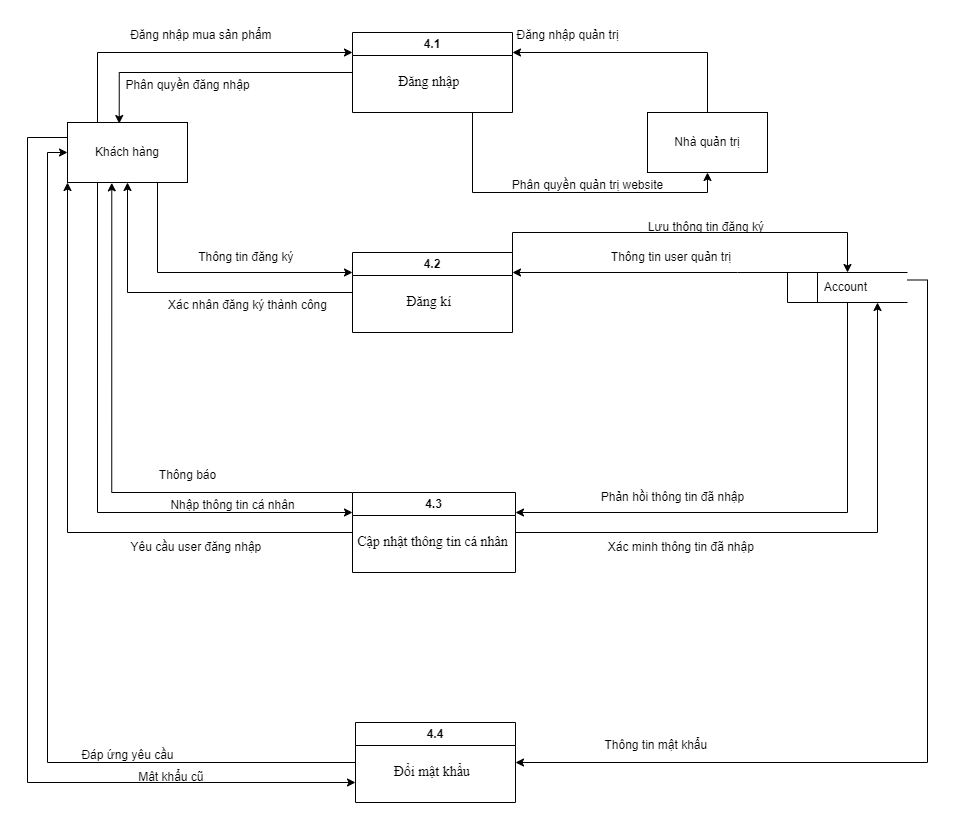 Đăng nhập mua sản phẩm
4.1
Đăng nhập quản trị
Đăng nhập
Phân quyền đăng nhập
Khách hàng
Nhà quản trị
Phân quyền quản trị website
Lưu thông tin đăng ký
Thông tin đăng ký
4.2
Thông tin user quản trị
Đăng kí
Account
Xác nhân đăng ký thành công
Thông báo
Nhập thông tin cá nhân
4.3
Phản hồi thông tin đã nhập
Cập nhật thông tin cá nhân
Yêu cầu user đăng nhập
Xác minh thông tin đã nhập
4.4
Thông tin mật khẩu
Đáp ứng yêu cầu
Đổi mật khẩu
Mât khẩu cũ